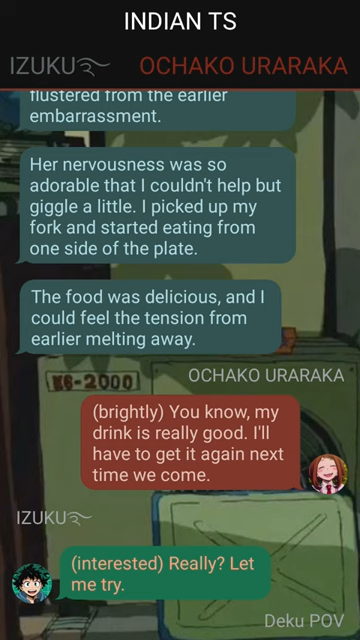 INDIAN TS
IZUKU࿐ OCHAKO URARAKA
flustered from the earlier
embarrassment.
Her nervousness was so
adorable that I couldn't help but
giggle a little. I picked up my
fork and started eating from
one side of the plate.
The food was delicious, and I
could feel the tension from
earlier melting away.
K6-2000
OCHAKO URARAKA
(brightly) You know, my
drink is really good. I'll
have to get it again next
time we come.
IZUKU࿐
(interested) Really? Let
me try.
Deku POV